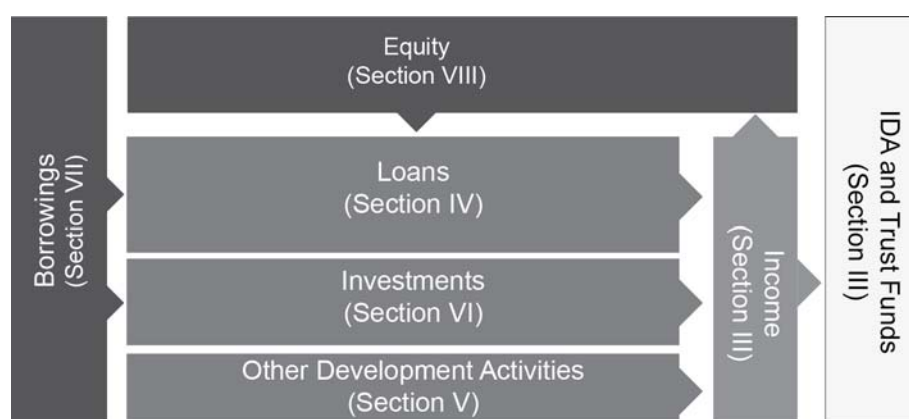 Equity
(Section VIII)
Borrowings
(Section VII)
Loans
(Section IV)
Investments
(Section VI)
Other Development Activities
(Section V)
Income
(Section III)
IDA and Trust Funds
(Section III)